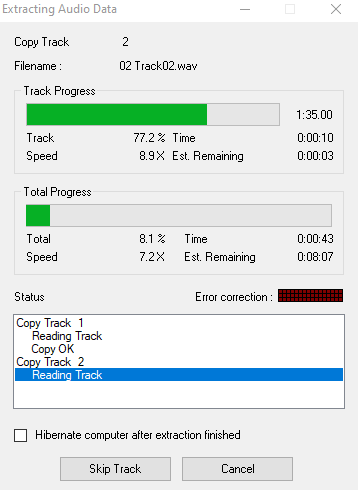 Extracting Audio Data
Copy Track 2
Filename : 02 Track02.wav
Track Progress
1:35.00
Track 77.2 % Time 0:00:10
Speed 8.9 X Est. Remaining 0:00:03
Total Progress
Total 8.1 % Time 0:00:43
Speed 7.2 X Est. Remaining 0:08:07
Status Error correction :
Copy Track 1
Reading Track
Copy OK
Copy Track 2
Reading Track
Hibernate computer after extraction finished
Skip Track Cancel